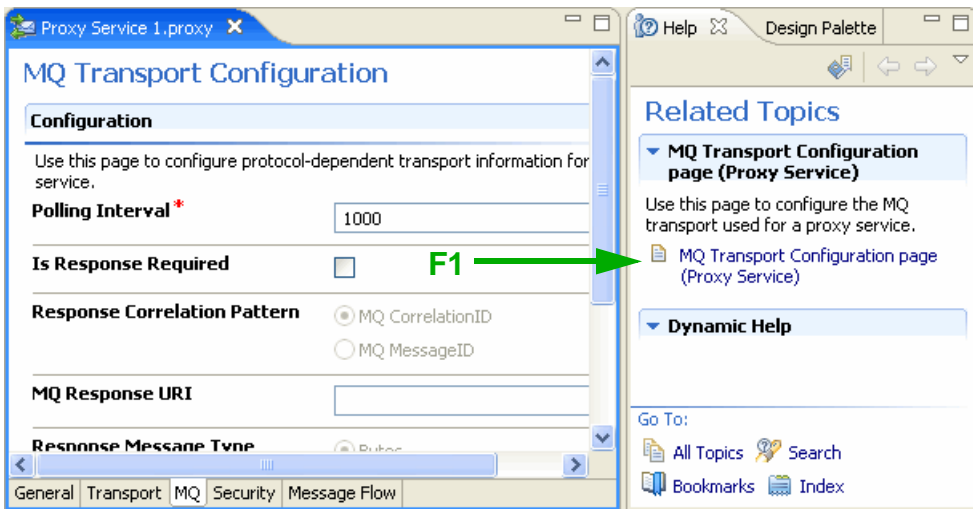 Proxy Service 1.proxy
MQ Transport Configuration
Configuration
Use this page to configure protocol-dependent transport information for
service.
Polling Interval *
1000
Is Response Required
Response Correlation Pattern
MQ CorrelationID
MQ MessageID
MQ Response URI
Response Message Type
Bytes
General Transport MQ Security Message Flow
F1
Help Design Palette
Related Topics
MQ Transport Configuration
page (Proxy Service)
Use this page to configure the MQ
transport used for a proxy service.
MQ Transport Configuration page
(Proxy Service)
Dynamic Help
Go To:
All Topics Search
Bookmarks Index